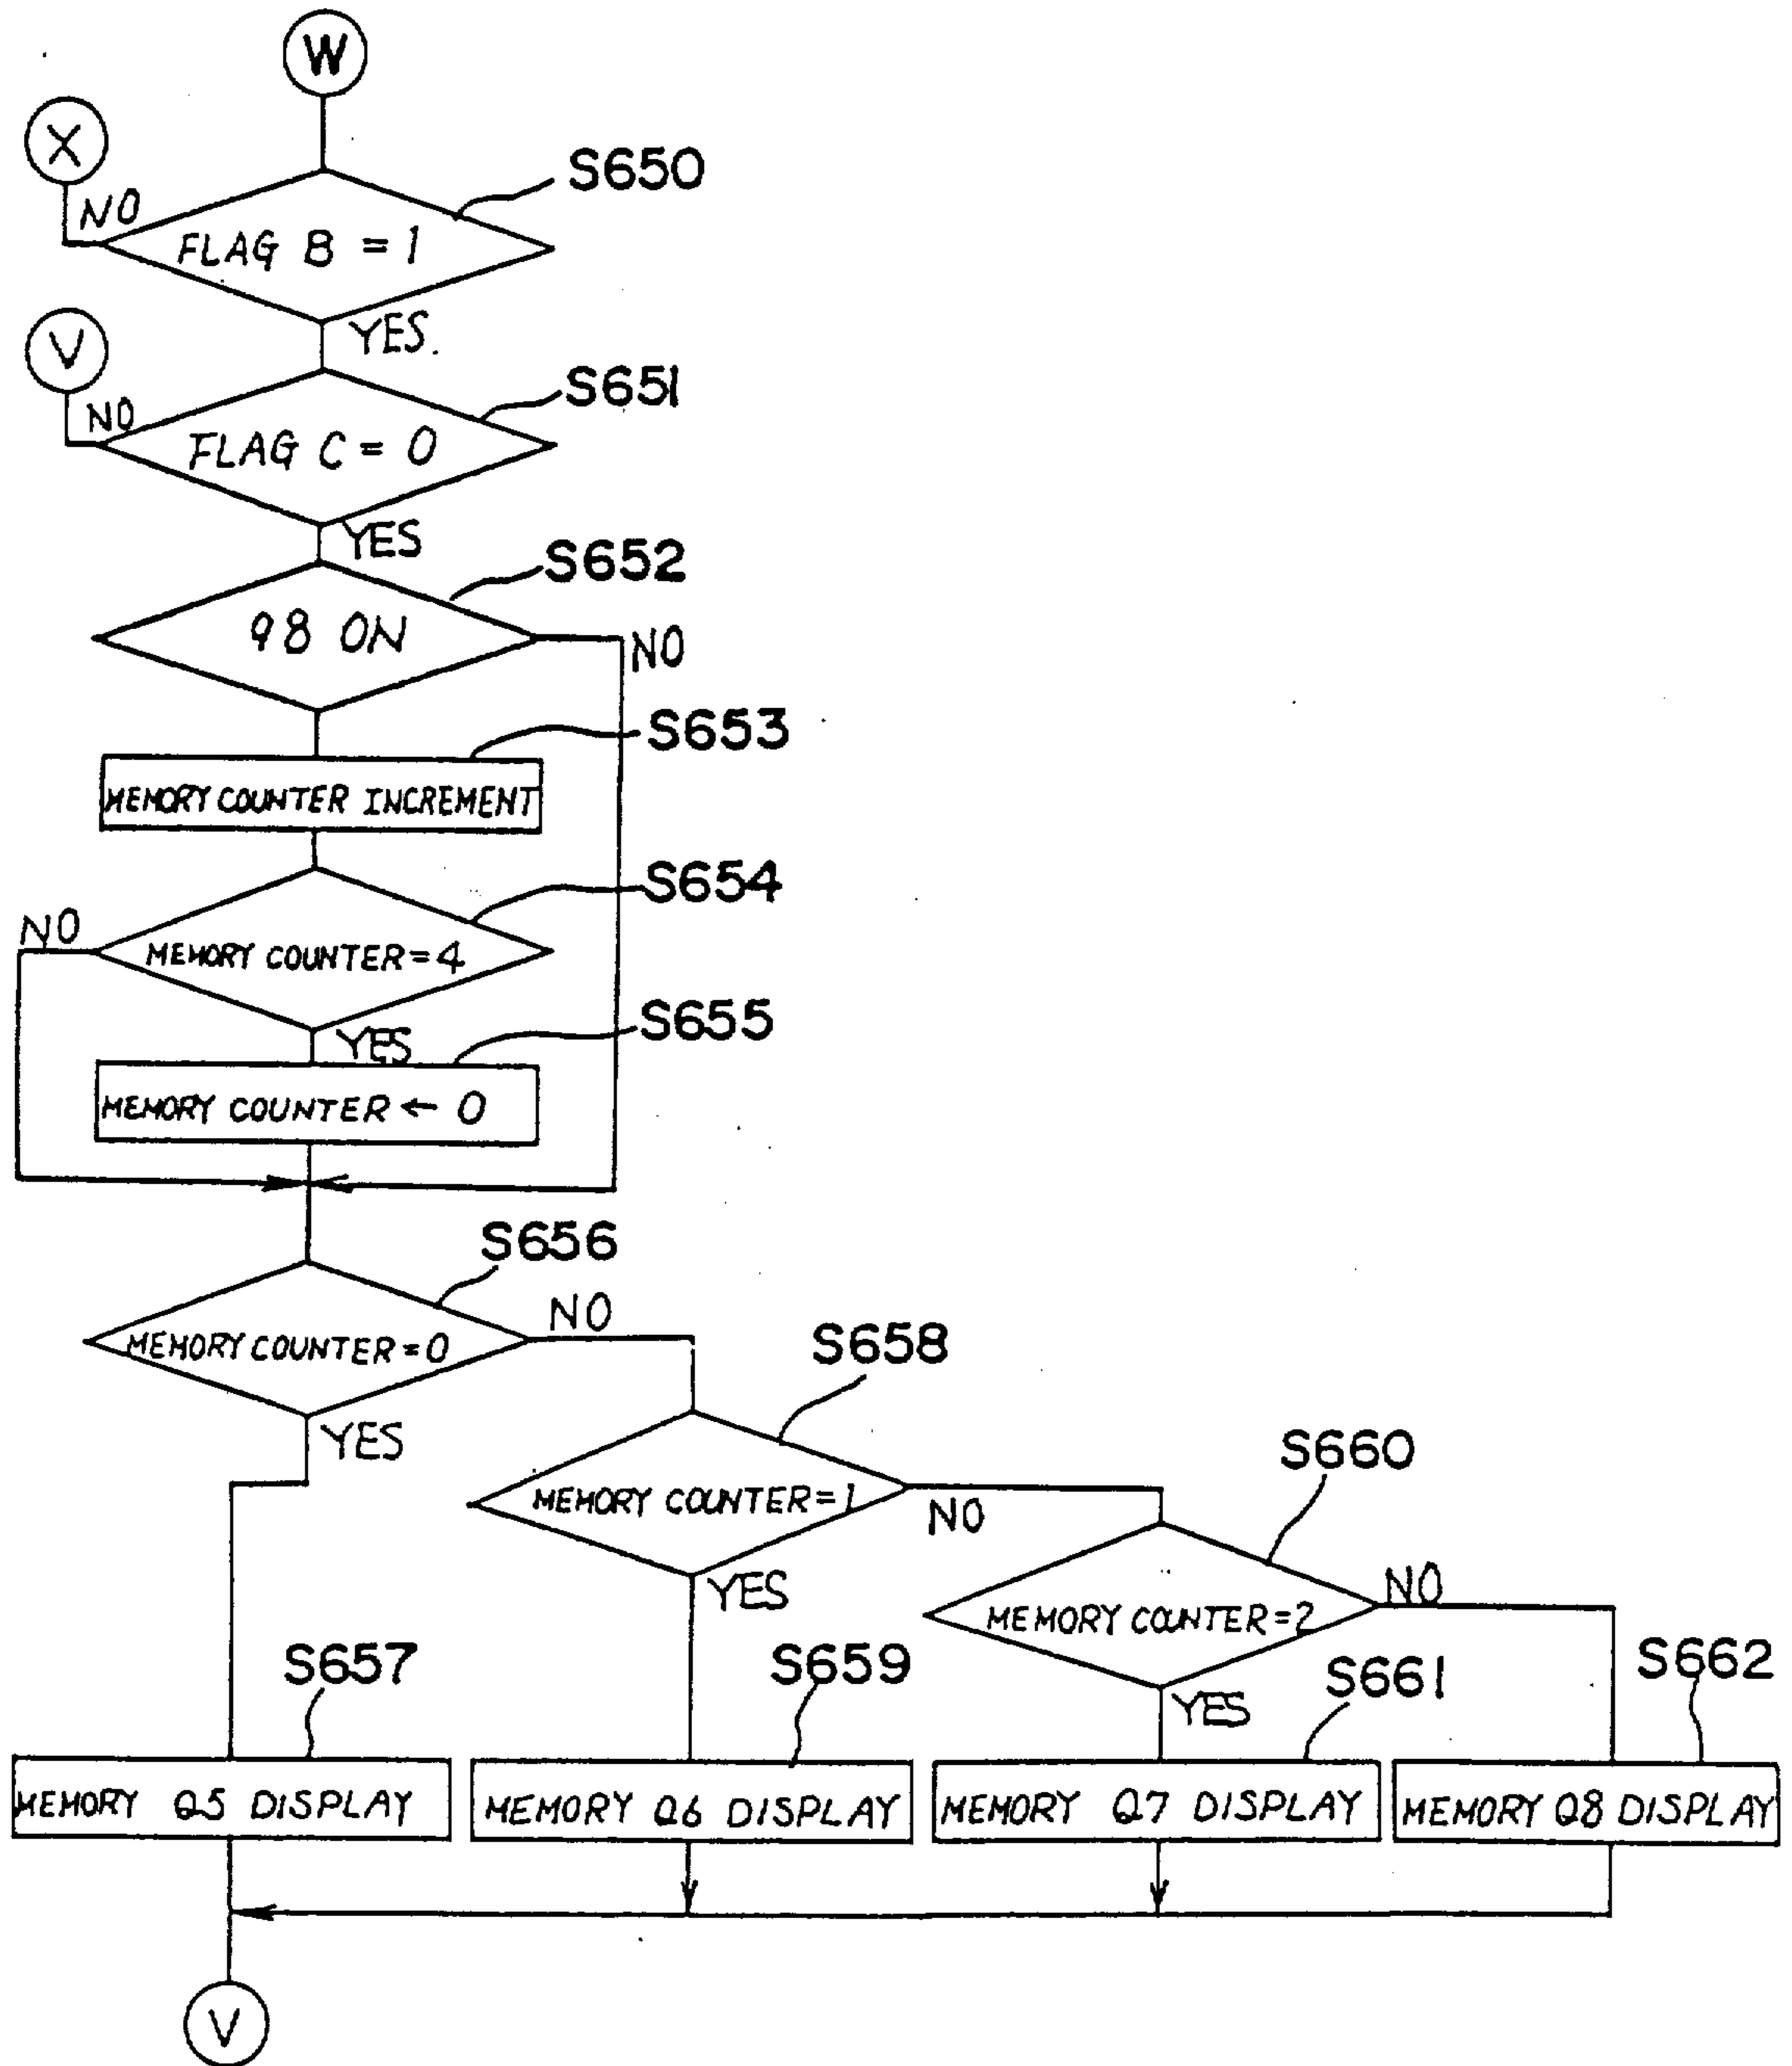 W
X
S650
NO
FLAG B = 1
YES.
V
S651
NO
FLAG C = 0
YES
S652
98 ON
NO
S653
MEMORY COUNTER INCREMENT
S654
NO
MEMORY COUNTER = 4
S655
YES
MEMORY COUNTER ← 0
S656
NO
MEMORY COUNTER = 0
S658
YES
S660
MEMORY COUNTER = 1
NO
YES
NO
MEMORY COUNTER = 2
S657
S659
S661
S662
YES
MEMORY Q5 DISPLAY
MEMORY Q6 DISPLAY
MEMORY Q7 DISPLAY
MEMORY Q8 DISPLAY
V